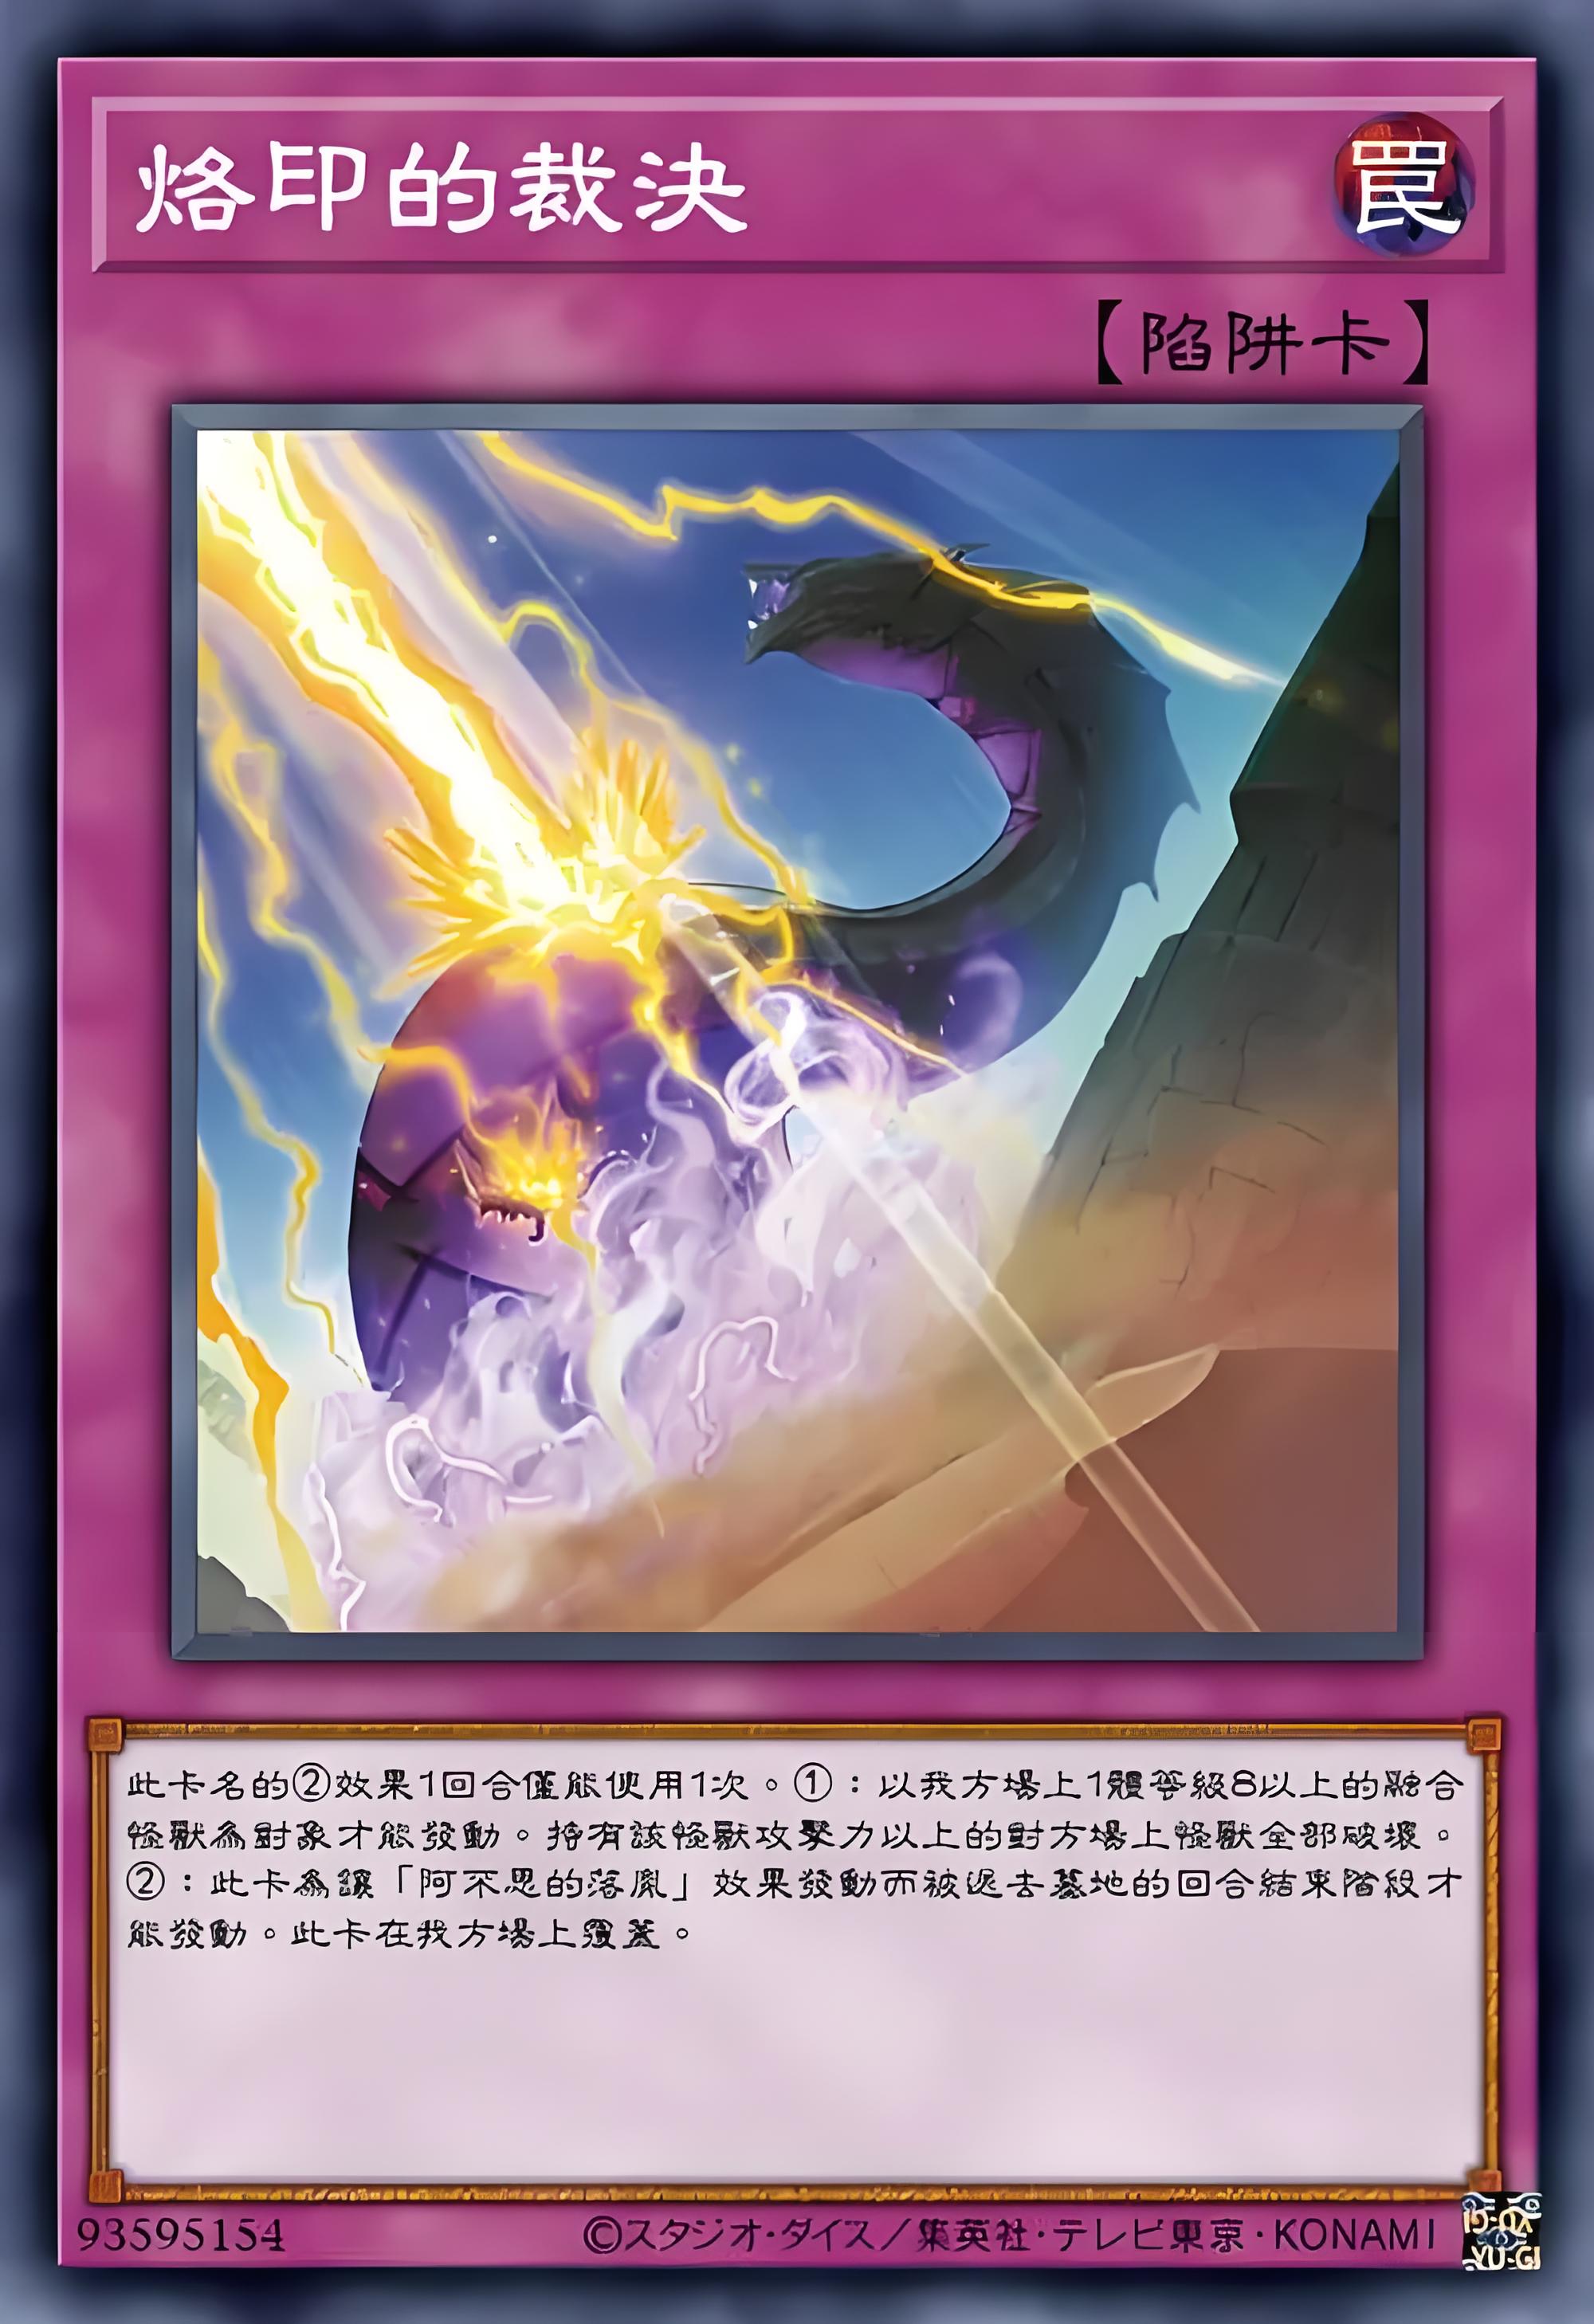 烙印的裁決
罠
【陷阱卡】
此卡名的②效果1回合僅能使用1次。①：以我方場上1體等級8以上的融合
怪獸為對象才能發動。持有該怪獸攻擊力以上的對方場上怪獸全部破壞。
②：此卡為讓「阿不思的落胤」效果發動而被送去墓地的回合結束階段才
能發動。此卡在我方場上覆蓋。
93595154
©スタジオ・ダイス／集英社・テレビ東京・KONAMI
YU-GI